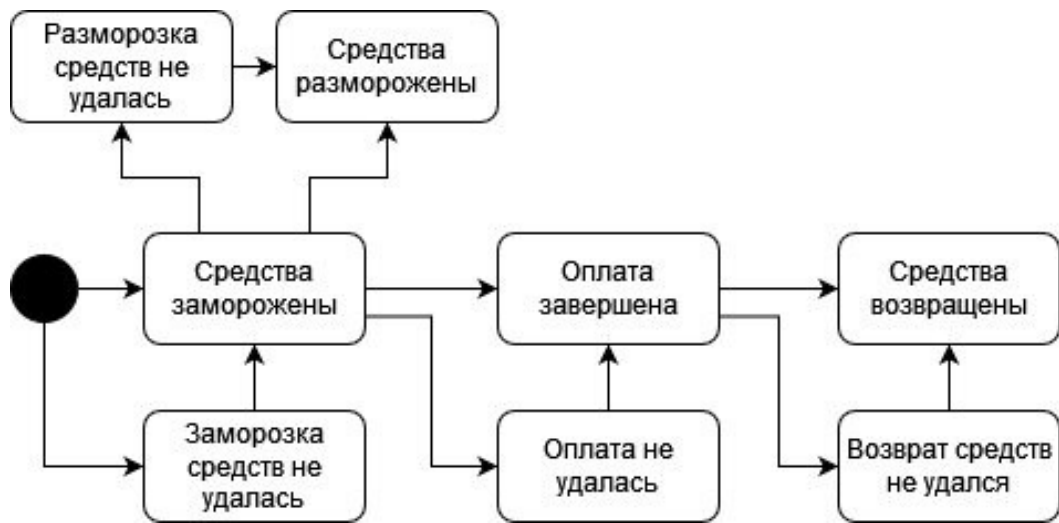 Разморозка
средств не
удалась
Средства
разморожены
Средства
заморожены
Оплата
завершена
Средства
возвращены
Заморозка
средств не
удалась
Оплата не
удалась
Возврат средств
не удался